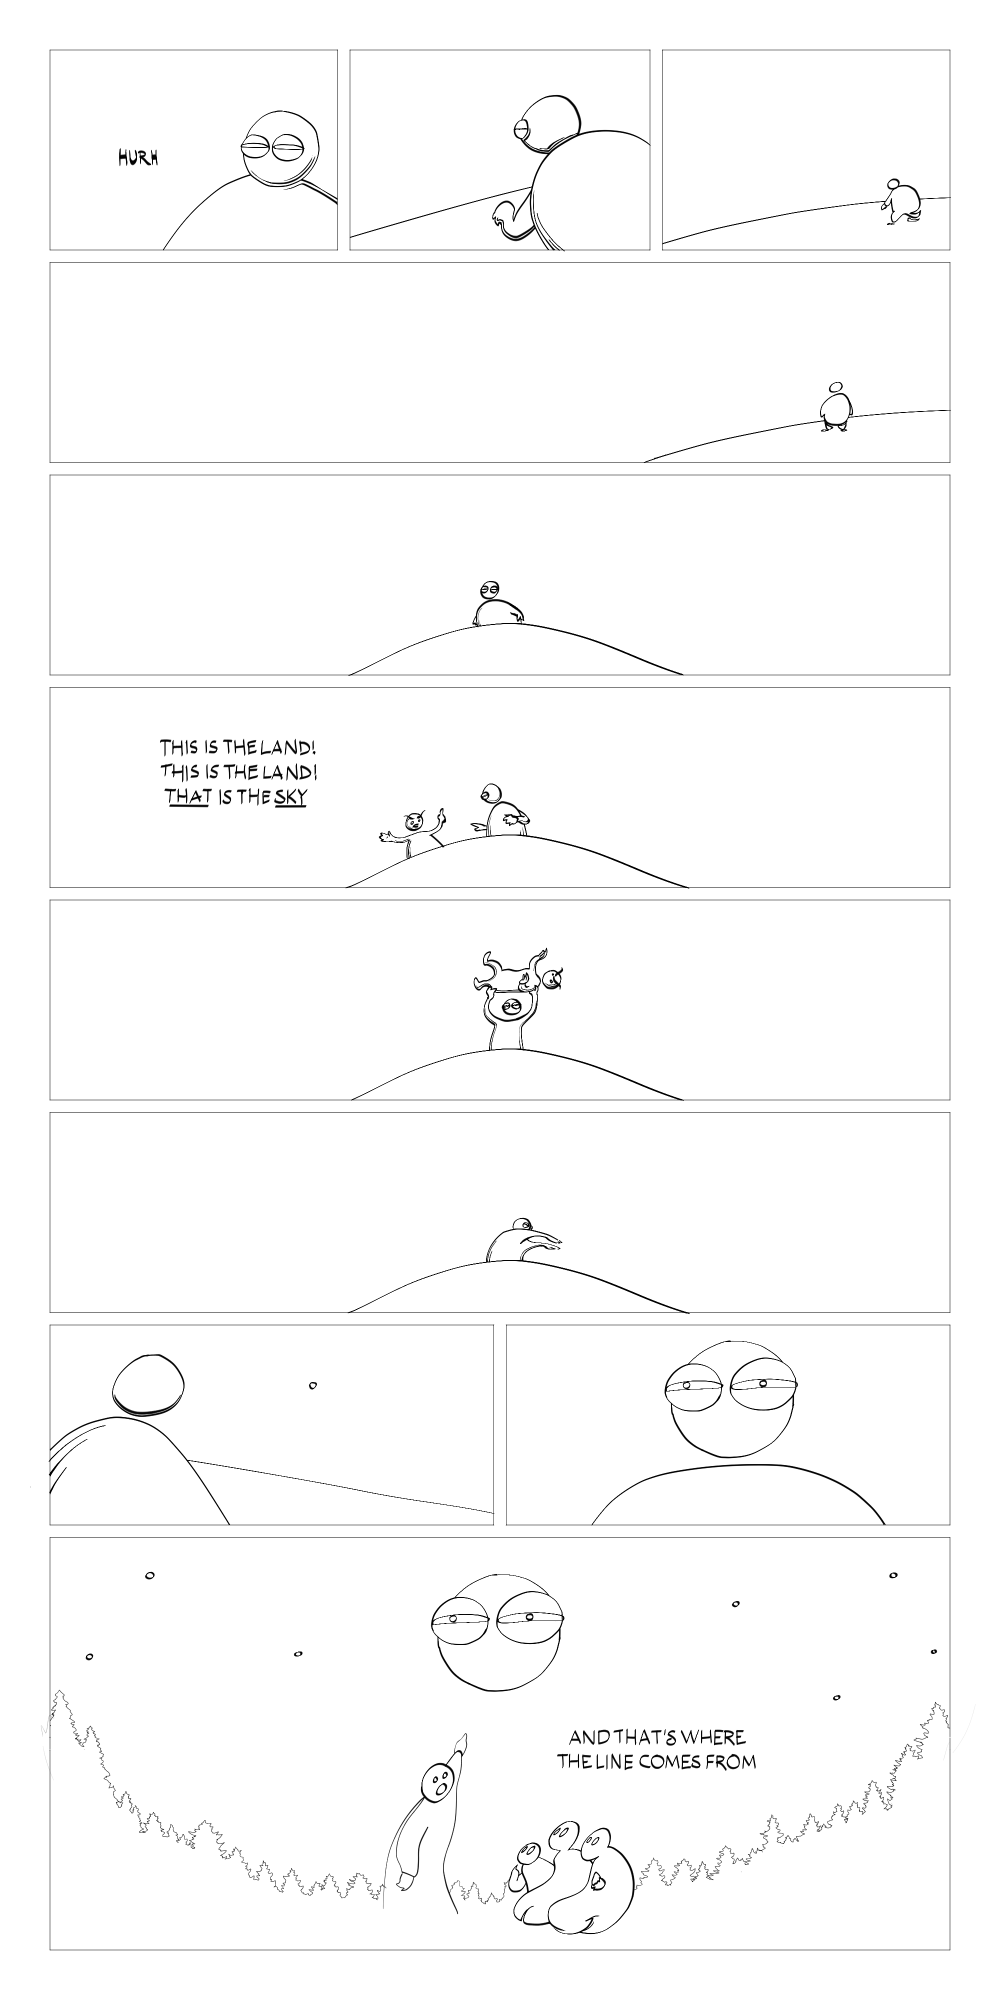 HURH
THIS IS THE LAND!
THIS IS THE LAND!
THAT IS THE SKY
AND THAT'S WHERE
THE LINE COMES FROM